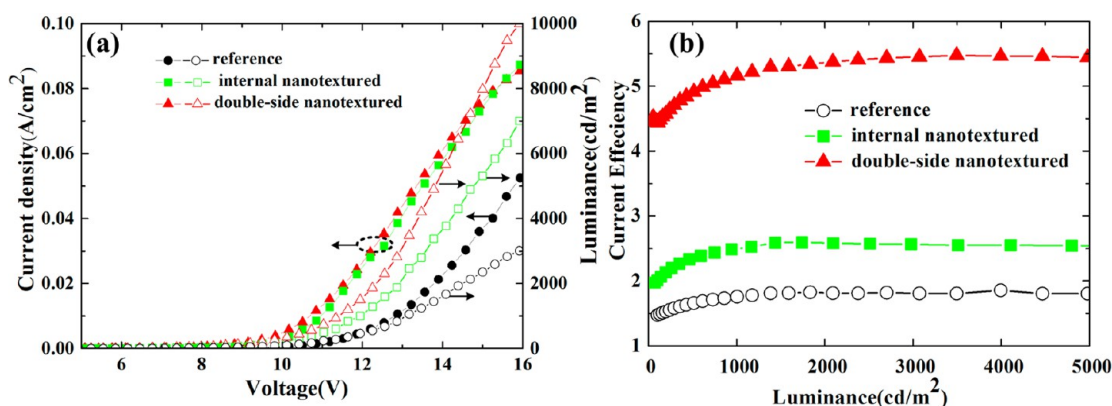 (a)
reference
internal nanotextured
double-side nanotextured
Current density(A/cm2)
0.10
0.08
0.06
0.04
0.02
0.00
10000
8000
6000
4000
2000
0
Luminance(cd/m2)
6 8 10 12 14 16
Voltage(V)
(b)
reference
internal nanotextured
double-side nanotextured
Current Effeciency
6
5
4
3
2
1
0 1000 2000 3000 4000 5000
Luminance(cd/m2)